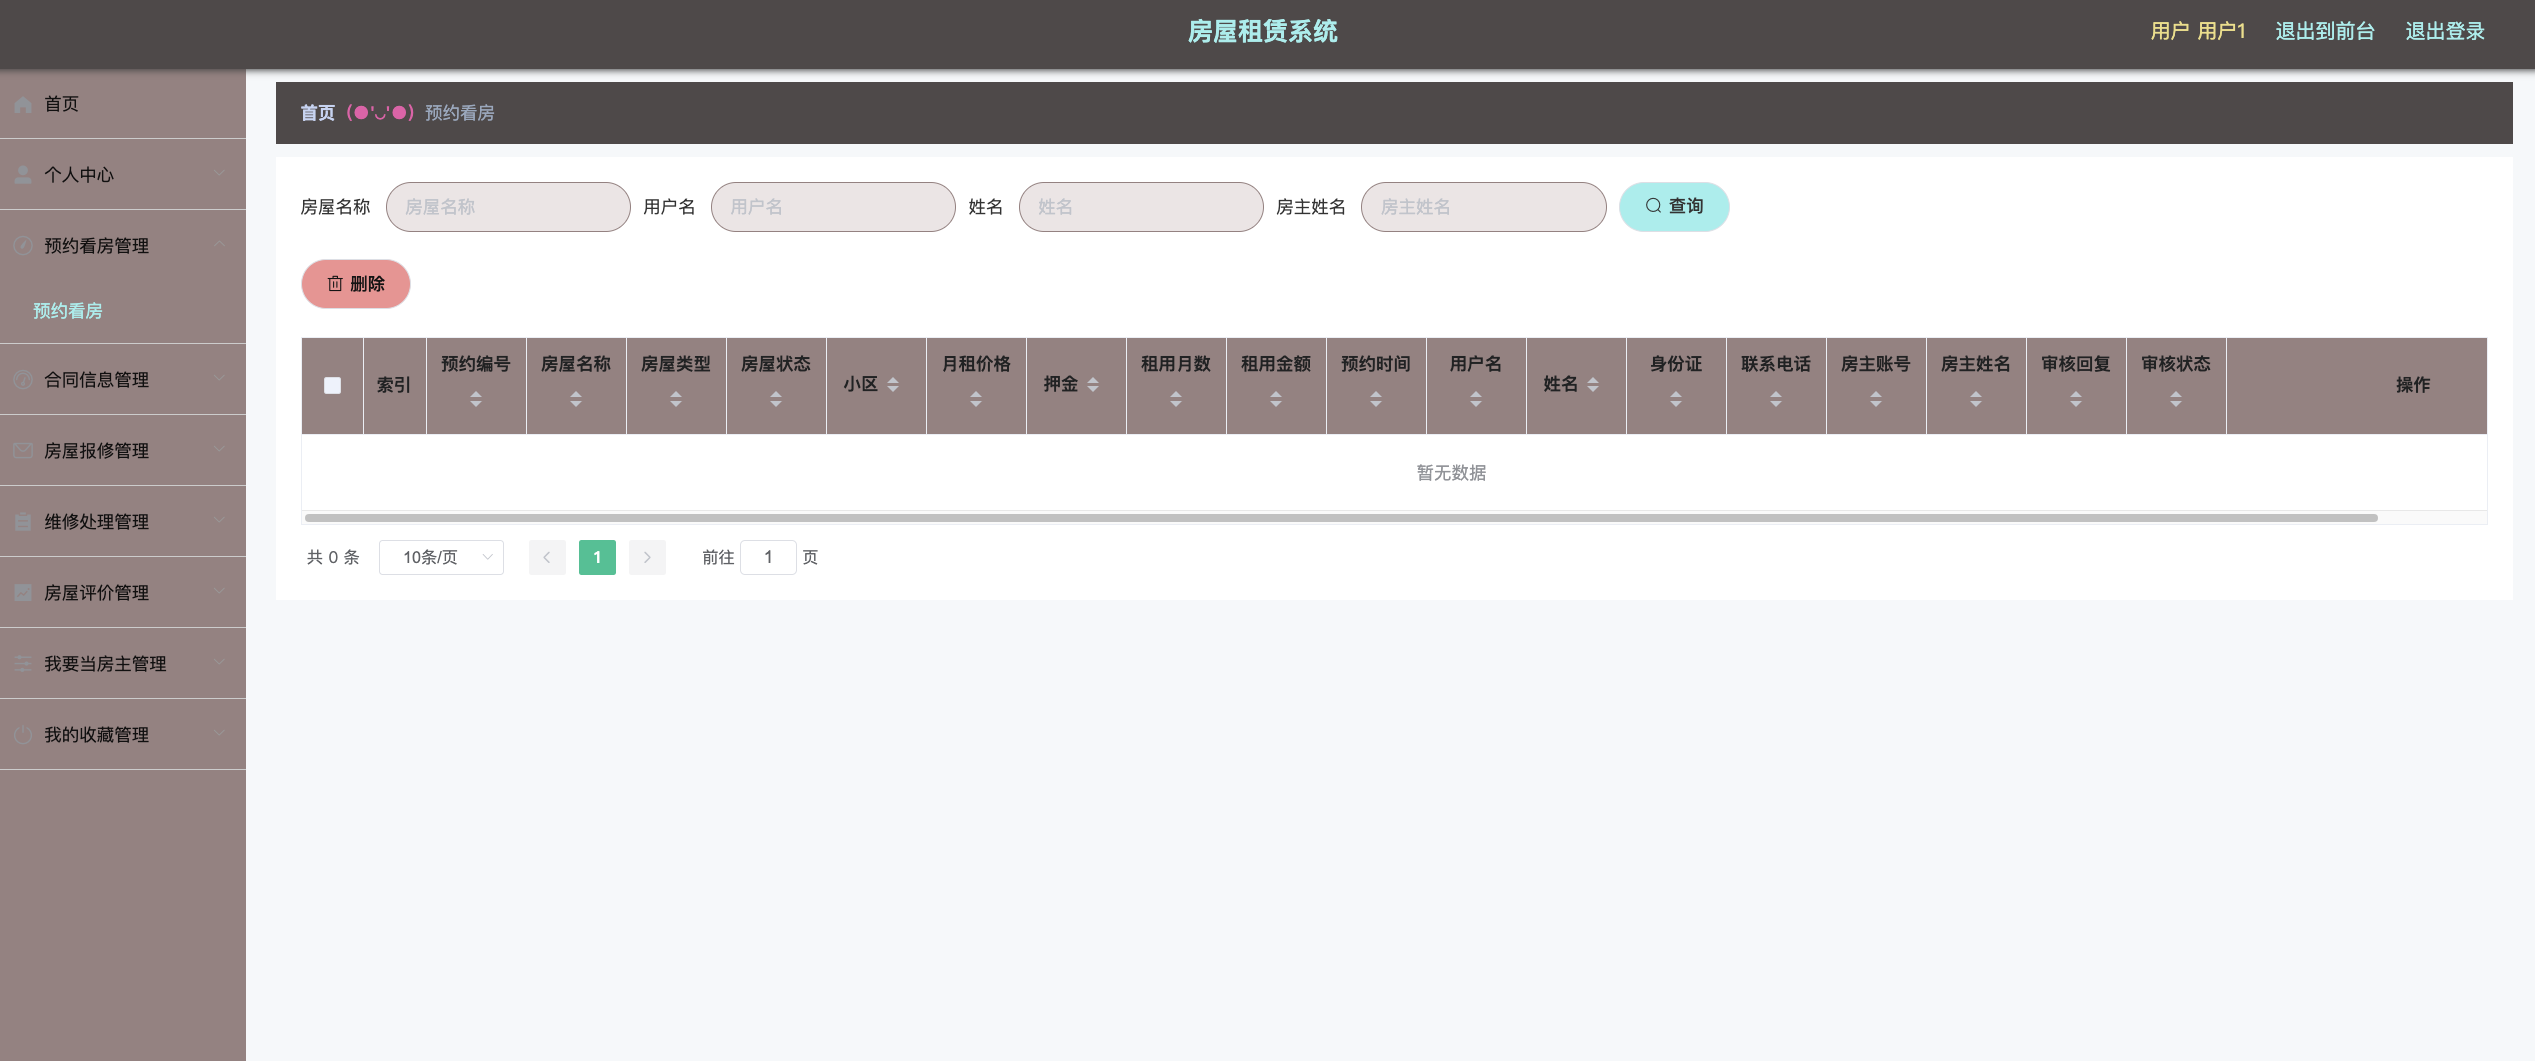 房屋租赁系统
用户 用户1 退出到前台 退出登录
首页
个人中心
预约看房管理
预约看房
合同信息管理
房屋报修管理
维修处理管理
房屋评价管理
我要当房主管理
我的收藏管理
首页 (●'◡'●) 预约看房
房屋名称 房屋名称 用户名 用户名 姓名 姓名 房主姓名 房主姓名 查询
删除
索引 预约编号 房屋名称 房屋类型 房屋状态 小区 月租价格 押金 租用月数 租用金额 预约时间 用户名 姓名 身份证 联系电话 房主账号 房主姓名 审核回复 审核状态 操作
暂无数据
共 0 条 10条/页 1 前往 1 页